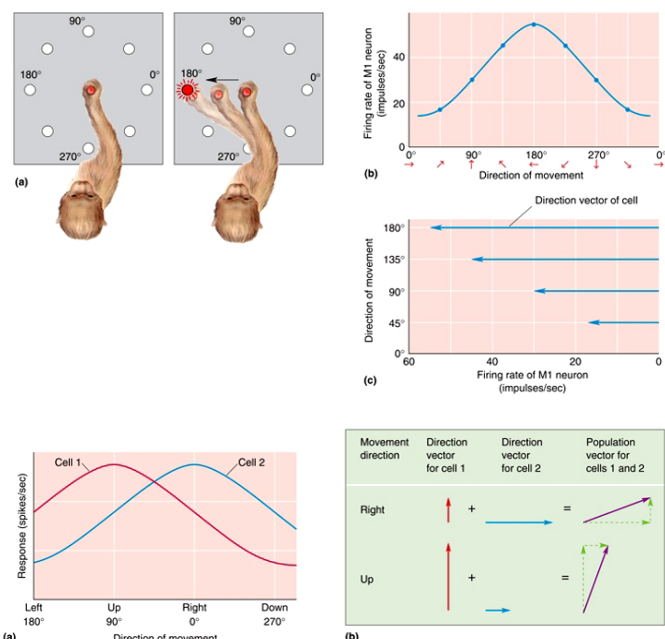 90°
180°
0°
270°
(a)
90°
180°
0°
270°
Firing rate of M1 neuron
(impulses/sec)
40
20
0
0°
90°
180°
270°
0°
Direction of movement
(b)
Direction vector of cell
Direction of movement
180°
135°
90°
45°
0°
60
40
20
0
Firing rate of M1 neuron
(impulses/sec)
(c)
Response (spikes/sec)
Cell 1
Cell 2
Left
Up
Right
Down
180°
90°
0°
270°
(a)
Direction of movement
Movement
direction
Direction
vector
for cell 1
Direction
vector
for cell 2
Population
vector for
cells 1 and 2
Right
+
=
Up
+
=
(b)